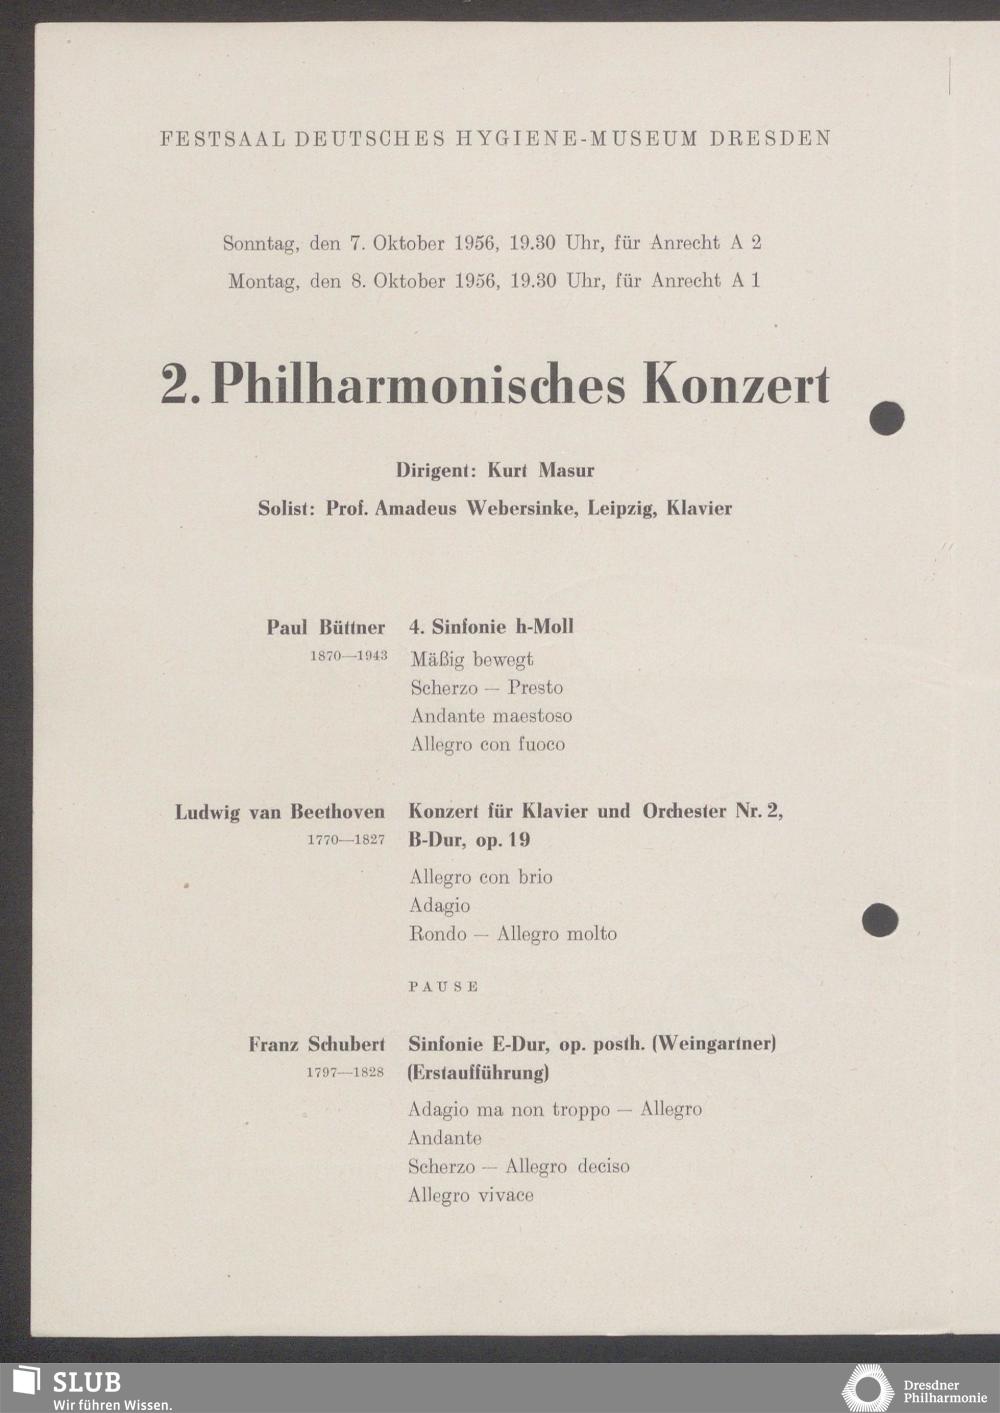 FESTSAAL DEUTSCHES HYGIENE-MUSEUM DRESDEN
Sonntag, den 7. Oktober 1956, 19.30 Uhr, für Anrecht A 2
Montag, den 8. Oktober 1956, 19.30 Uhr, für Anrecht A 1
2. Philharmonisches Konzert
Dirigent: Kurt Masur
Solist: Prof. Amadeus Webersinke, Leipzig, Klavier
Paul Büttner 4. Sinfonie h-Moll
1870—1943 Mäßig bewegt
Scherzo — Presto
Andante maestoso
Allegro con fuoco
Ludwig van Beethoven Konzert für Klavier und Orchester Nr. 2,
1770—1827 B-Dur, op. 19
Allegro con brio
Adagio
Rondo — Allegro molto
PAUSE
Franz Schubert Sinfonie E-Dur, op. posth. (Weingartner)
1797—1828 (Erstaufführung)
Adagio ma non troppo — Allegro
Andante
Scherzo — Allegro deciso
Allegro vivace
SLUB
Wir führen Wissen.
Dresdner
Philharmonie